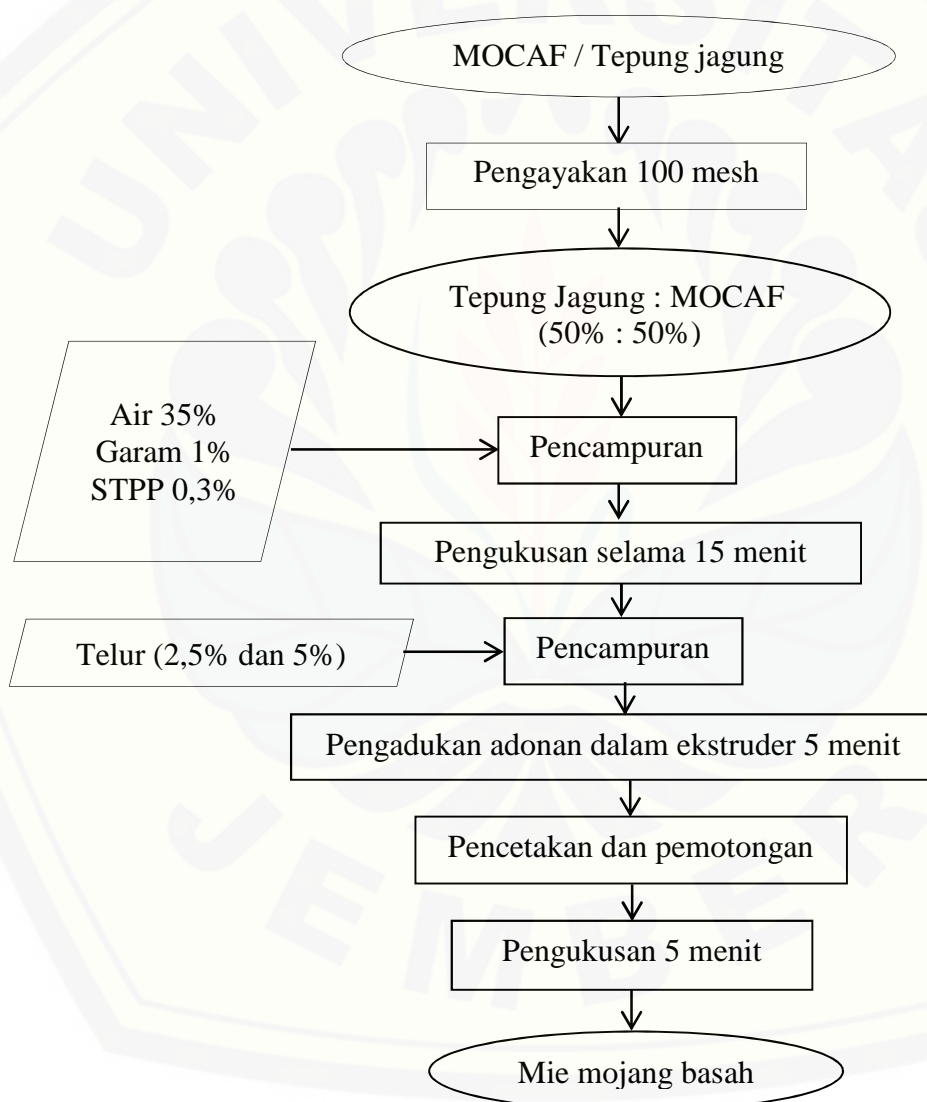 UNIVERSITAS
MOCAF / Tepung jagung
Pengayakan 100 mesh
Tepung Jagung : MOCAF
(50% : 50%)
Air 35%
Garam 1%
STPP 0,3%
Pencampuran
Pengukusan selama 15 menit
Telur (2,5% dan 5%)
Pencampuran
Pengadukan adonan dalam ekstruder 5 menit
Pencetakan dan pemotongan
Pengukusan 5 menit
Mie mojang basah
JEMBER